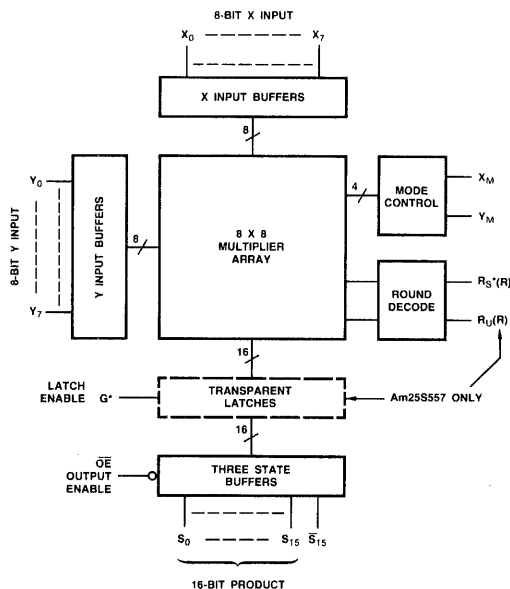 8-BIT X INPUT
X0 X7
X INPUT BUFFERS
8
8-BIT Y INPUT
Y0
Y7
Y INPUT BUFFERS
8
8 X 8
MULTIPLIER
ARRAY
4
MODE
CONTROL
XM
YM
ROUND
DECODE
RS*(R)
RU(R)
16
LATCH
ENABLE G*
TRANSPARENT
LATCHES
Am25S557 ONLY
16
OE
OUTPUT
ENABLE
THREE STATE
BUFFERS
S0 S15 S15
16-BIT PRODUCT